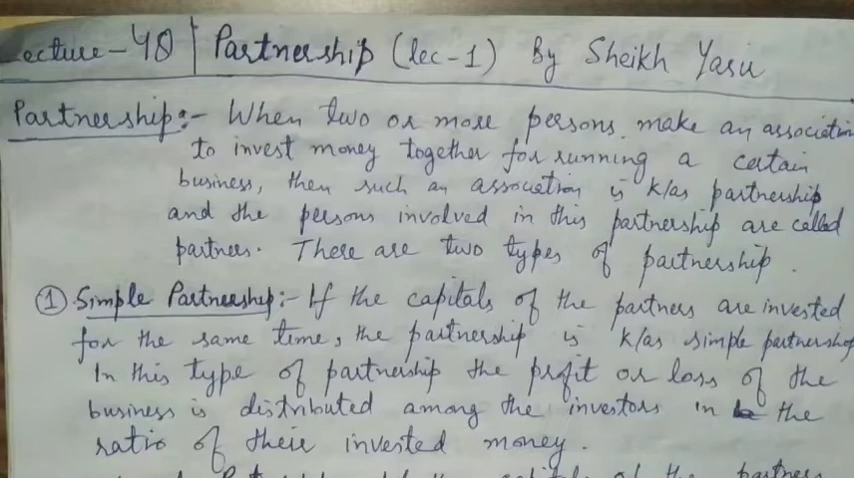 Lecture-48 | Partnership (lec-1) By Sheikh Yasir
Partnership:- When two or more persons make an association
to invest money together for running a certain
business, then such an association is k/as partnership
and the persons involved in this partnership are called
partners. There are two types of partnership.
① Simple Partnership:- If the capitals of the partners are invested
for the same time, the partnership is k/as simple partnership
In this type of partnership the profit or loss of the
business is distributed among the investors in the
ratio of their invested money.
of the partners